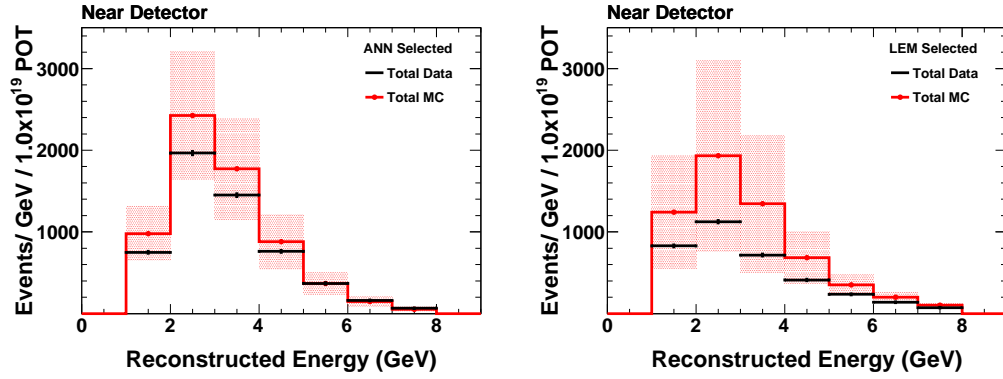 Near Detector
ANN Selected
Total Data
Total MC
3000
2000
1000
Events/ GeV / 1.0x10¹⁹ POT
0 2 4 6 8
Reconstructed Energy (GeV)
Near Detector
LEM Selected
Total Data
Total MC
3000
2000
1000
Events/ GeV / 1.0x10¹⁹ POT
0 2 4 6 8
Reconstructed Energy (GeV)